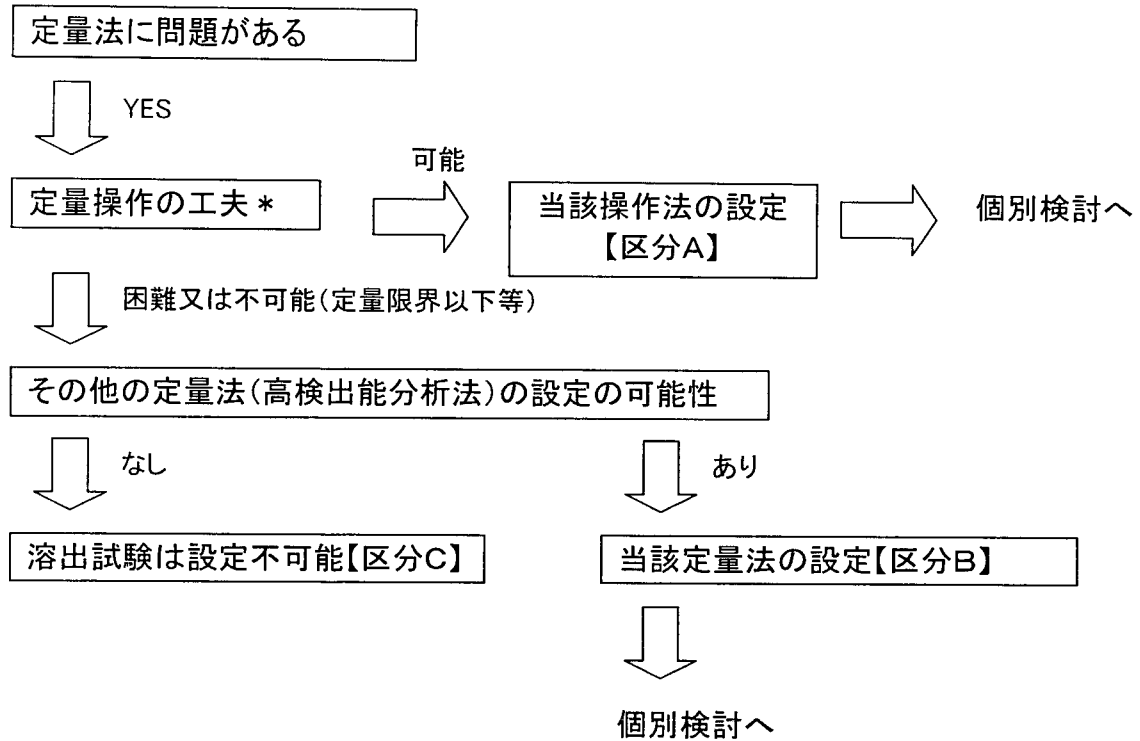 定量法に問題がある
YES
可能
定量操作の工夫＊
当該操作法の設定
【区分A】
個別検討へ
困難又は不可能（定量限界以下等）
その他の定量法（高検出能分析法）の設定の可能性
なし
あり
溶出試験は設定不可能【区分C】
当該定量法の設定【区分B】
個別検討へ